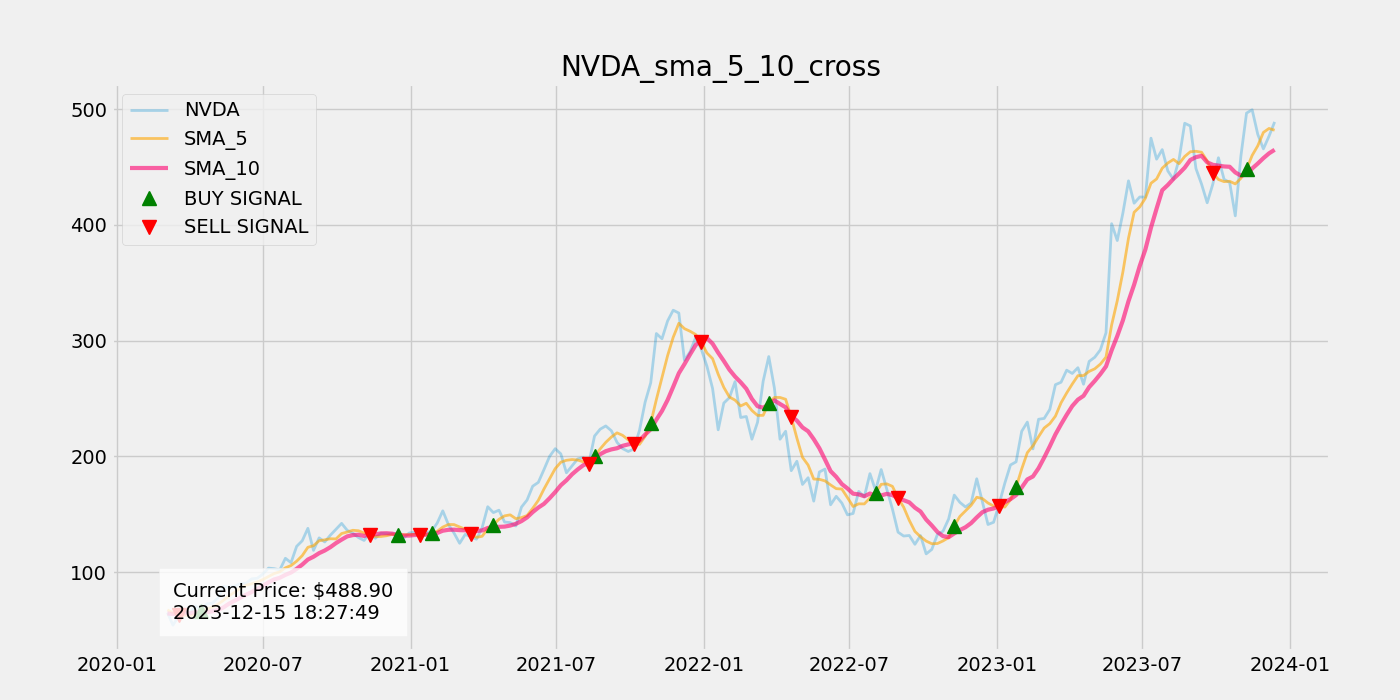 NVDA_sma_5_10_cross
500
400
300
200
100
NVDA
SMA_5
SMA_10
BUY SIGNAL
SELL SIGNAL
Current Price: $488.90
2023-12-15 18:27:49
2020-01
2020-07
2021-01
2021-07
2022-01
2022-07
2023-01
2023-07
2024-01